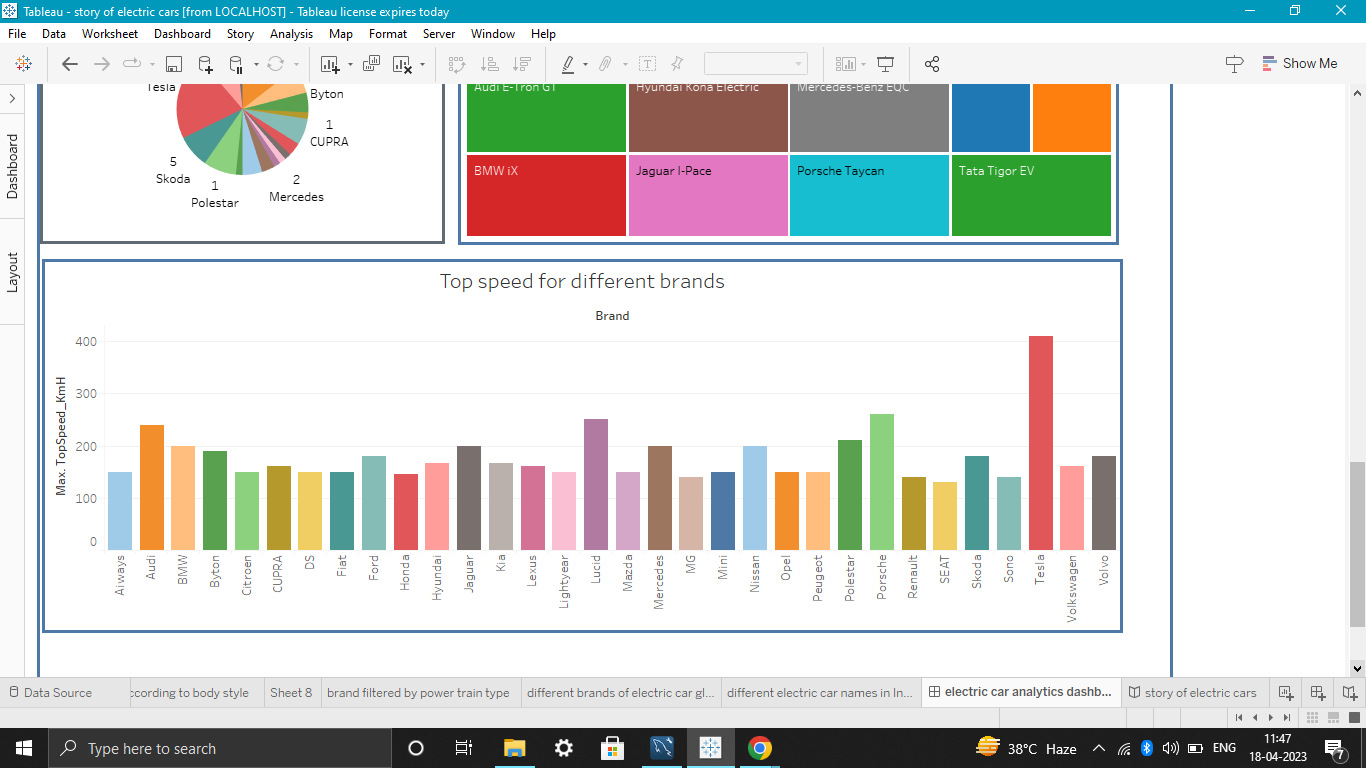 Tableau - story of electric cars [from LOCALHOST] - Tableau license expires today
File Data Worksheet Dashboard Story Analysis Map Format Server Window Help
Show Me
Dashboard
Layout
Tesla
Byton
1
CUPRA
5
Skoda
1
Polestar
2
Mercedes
Audi E-Tron GT
Hyundai Kona Electric
Mercedes-Benz EQC
BMW iX
Jaguar I-Pace
Porsche Taycan
Tata Tigor EV
Top speed for different brands
Brand
Max. TopSpeed_KmH
400
300
200
100
0
Aiways
Audi
BMW
Byton
Citroen
CUPRA
DS
Fiat
Ford
Honda
Hyundai
Jaguar
Kia
Lexus
Lightyear
Lucid
Mazda
Mercedes
MG
Mini
Nissan
Opel
Peugeot
Polestar
Porsche
Renault
SEAT
Skoda
Sono
Tesla
Volkswagen
Volvo
Data Source
ccording to body style
Sheet 8
brand filtered by power train type
different brands of electric car gl...
different electric car names in In...
electric car analytics dashb...
story of electric cars
Type here to search
38°C Haze
ENG
11:47
18-04-2023
7